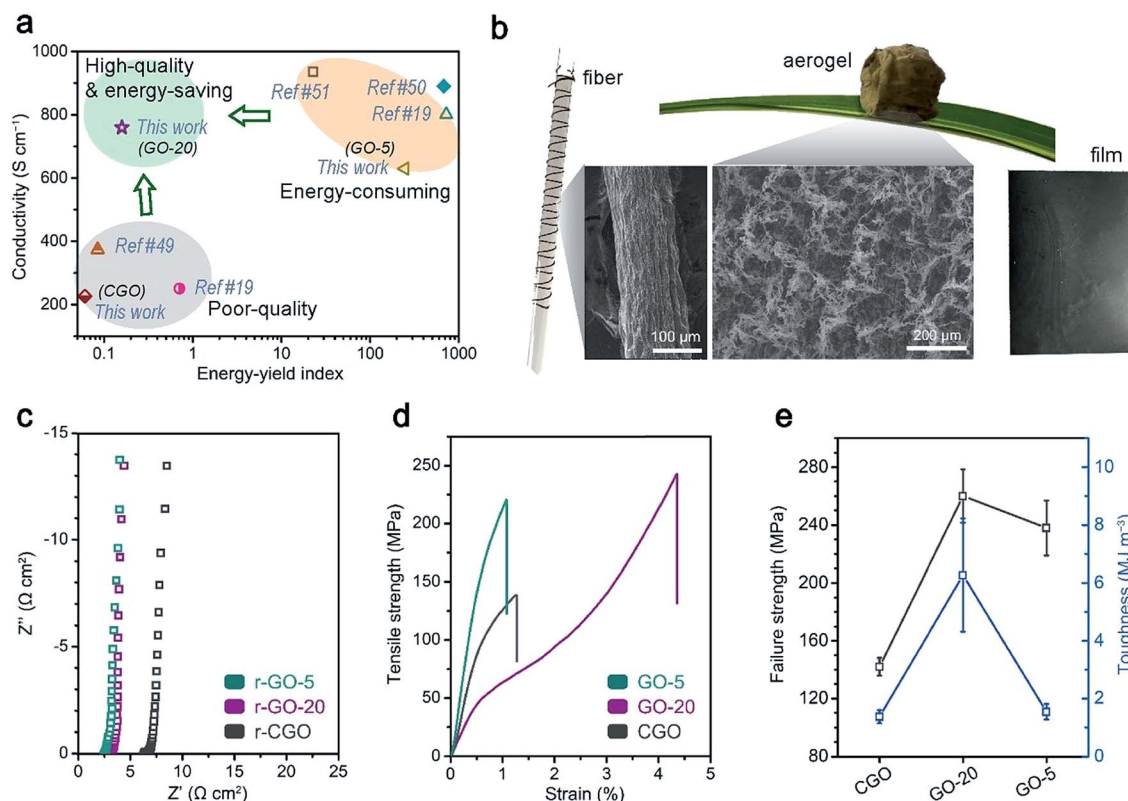 a
1000
800
600
400
200
Conductivity (S cm⁻¹)
High-quality
& energy-saving
This work
(GO-20)
Ref#51
Ref#50
Ref#19
(GO-5)
This work
Energy-consuming
Ref#49
(CGO)
This work
Ref#19
Poor-quality
0.1
1
10
100
1000
Energy-yield index
b
fiber
aerogel
film
100 µm
200 µm
c
-15
-10
-5
0
Z'' (Ω cm²)
r-GO-5
r-GO-20
r-CGO
0
5
10
15
20
25
Z' (Ω cm²)
d
250
200
150
100
50
0
Tensile strength (MPa)
GO-5
GO-20
CGO
0
1
2
3
4
5
Strain (%)
e
280
240
200
160
120
80
Failure strength (MPa)
10
8
6
4
2
0
Toughness (MJ m⁻³)
CGO
GO-20
GO-5